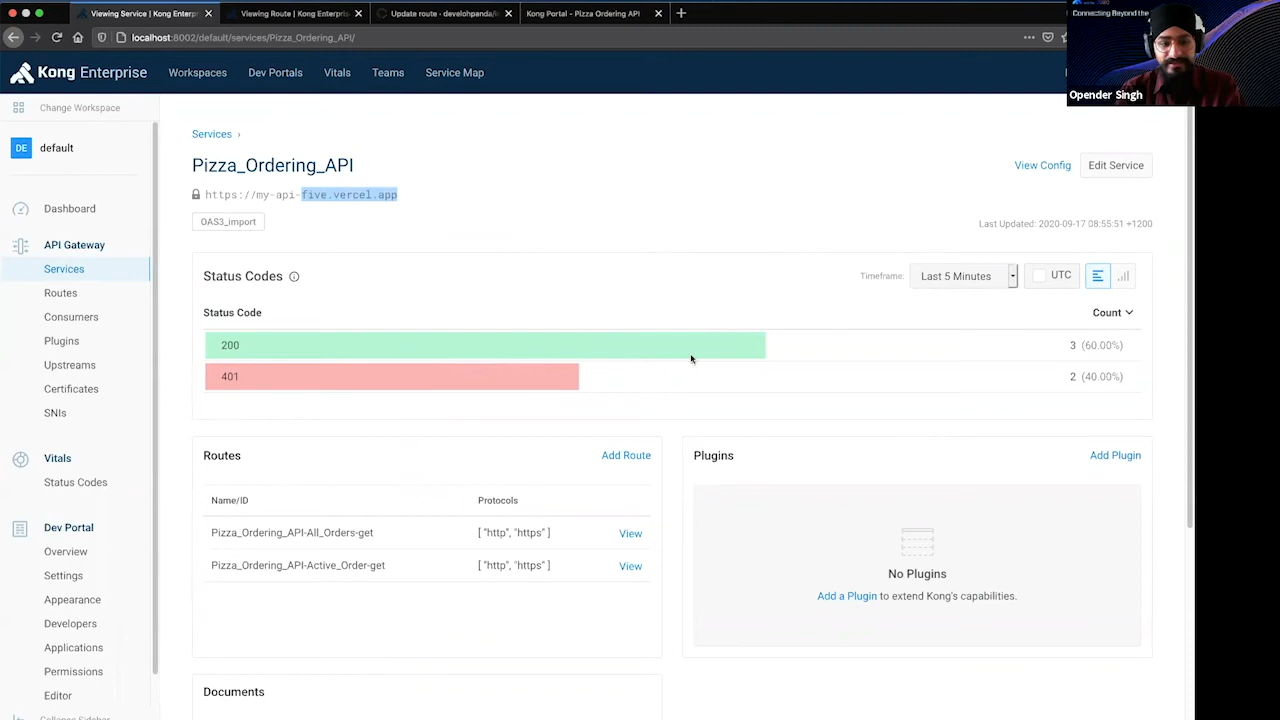 Viewing Service | Kong Enterpr
Viewing Route | Kong Enterpris
Update route · develohpanda/i
Kong Portal - Pizza Ordering API
localhost:8002/default/services/Pizza_Ordering_API/
Connecting Beyond the
Opender Singh
Kong Enterprise
Workspaces
Dev Portals
Vitals
Teams
Service Map
Change Workspace
DE
default
Dashboard
API Gateway
Services
Routes
Consumers
Plugins
Upstreams
Certificates
SNIs
Vitals
Status Codes
Dev Portal
Overview
Settings
Appearance
Developers
Applications
Permissions
Editor
Collapse Sidebar
Services ›
Pizza_Ordering_API
View Config
Edit Service
https://my-api-five.vercel.app
OAS3_import
Last Updated: 2020-09-17 08:55:51 +1200
Status Codes
Timeframe:
Last 5 Minutes
UTC
Status Code
Count
200
3 (60.00%)
401
2 (40.00%)
Routes
Add Route
Name/ID
Protocols
Pizza_Ordering_API-All_Orders-get
[ "http", "https" ]
View
Pizza_Ordering_API-Active_Order-get
[ "http", "https" ]
View
Plugins
Add Plugin
No Plugins
Add a Plugin to extend Kong's capabilities.
Documents